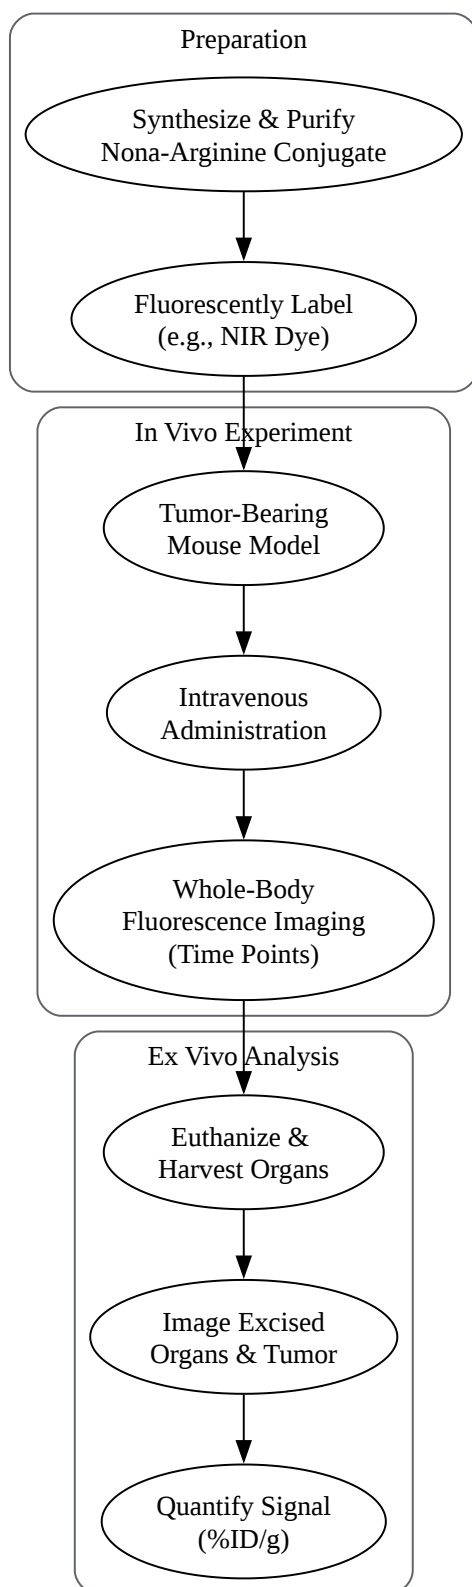 Preparation
Synthesize & Purify
Nona-Arginine Conjugate
Fluorescently Label
(e.g., NIR Dye)
In Vivo Experiment
Tumor-Bearing
Mouse Model
Intravenous
Administration
Whole-Body
Fluorescence Imaging
(Time Points)
Ex Vivo Analysis
Euthanize &
Harvest Organs
Image Excised
Organs & Tumor
Quantify Signal
(%ID/g)